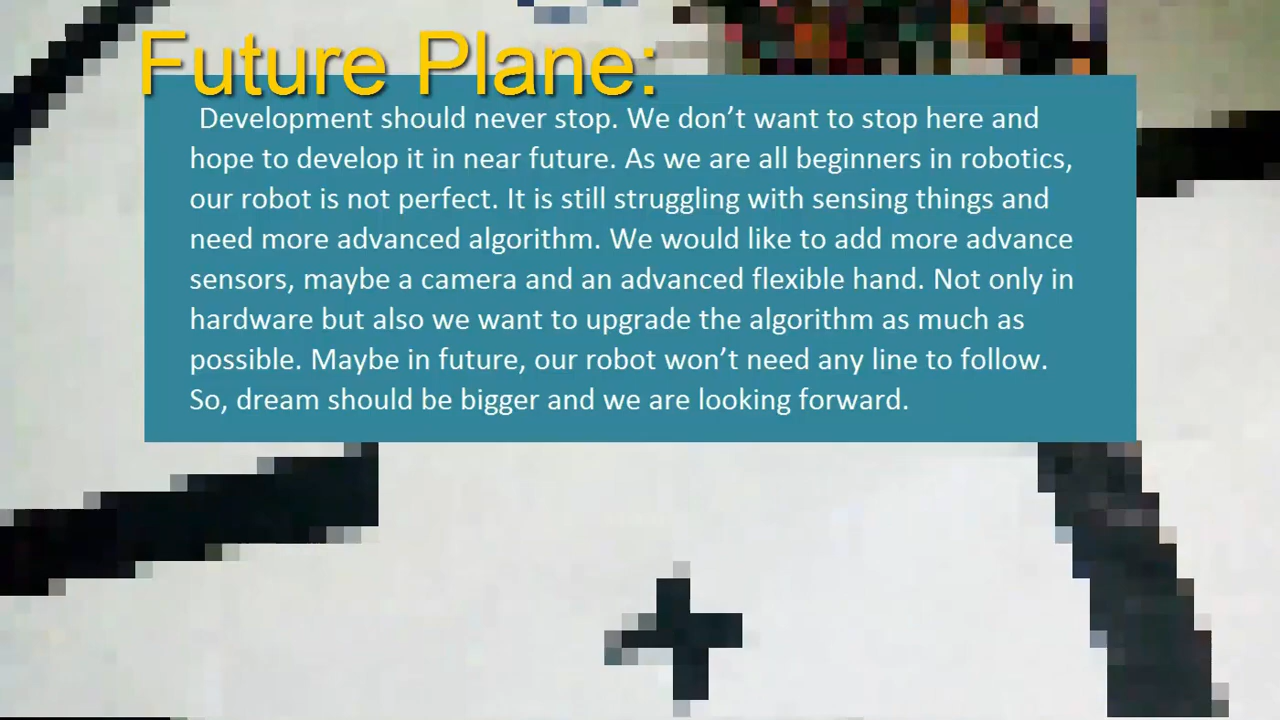 Future Plane:
Development should never stop. We don’t want to stop here and
hope to develop it in near future. As we are all beginners in robotics,
our robot is not perfect. It is still struggling with sensing things and
need more advanced algorithm. We would like to add more advance
sensors, maybe a camera and an advanced flexible hand. Not only in
hardware but also we want to upgrade the algorithm as much as
possible. Maybe in future, our robot won’t need any line to follow.
So, dream should be bigger and we are looking forward.